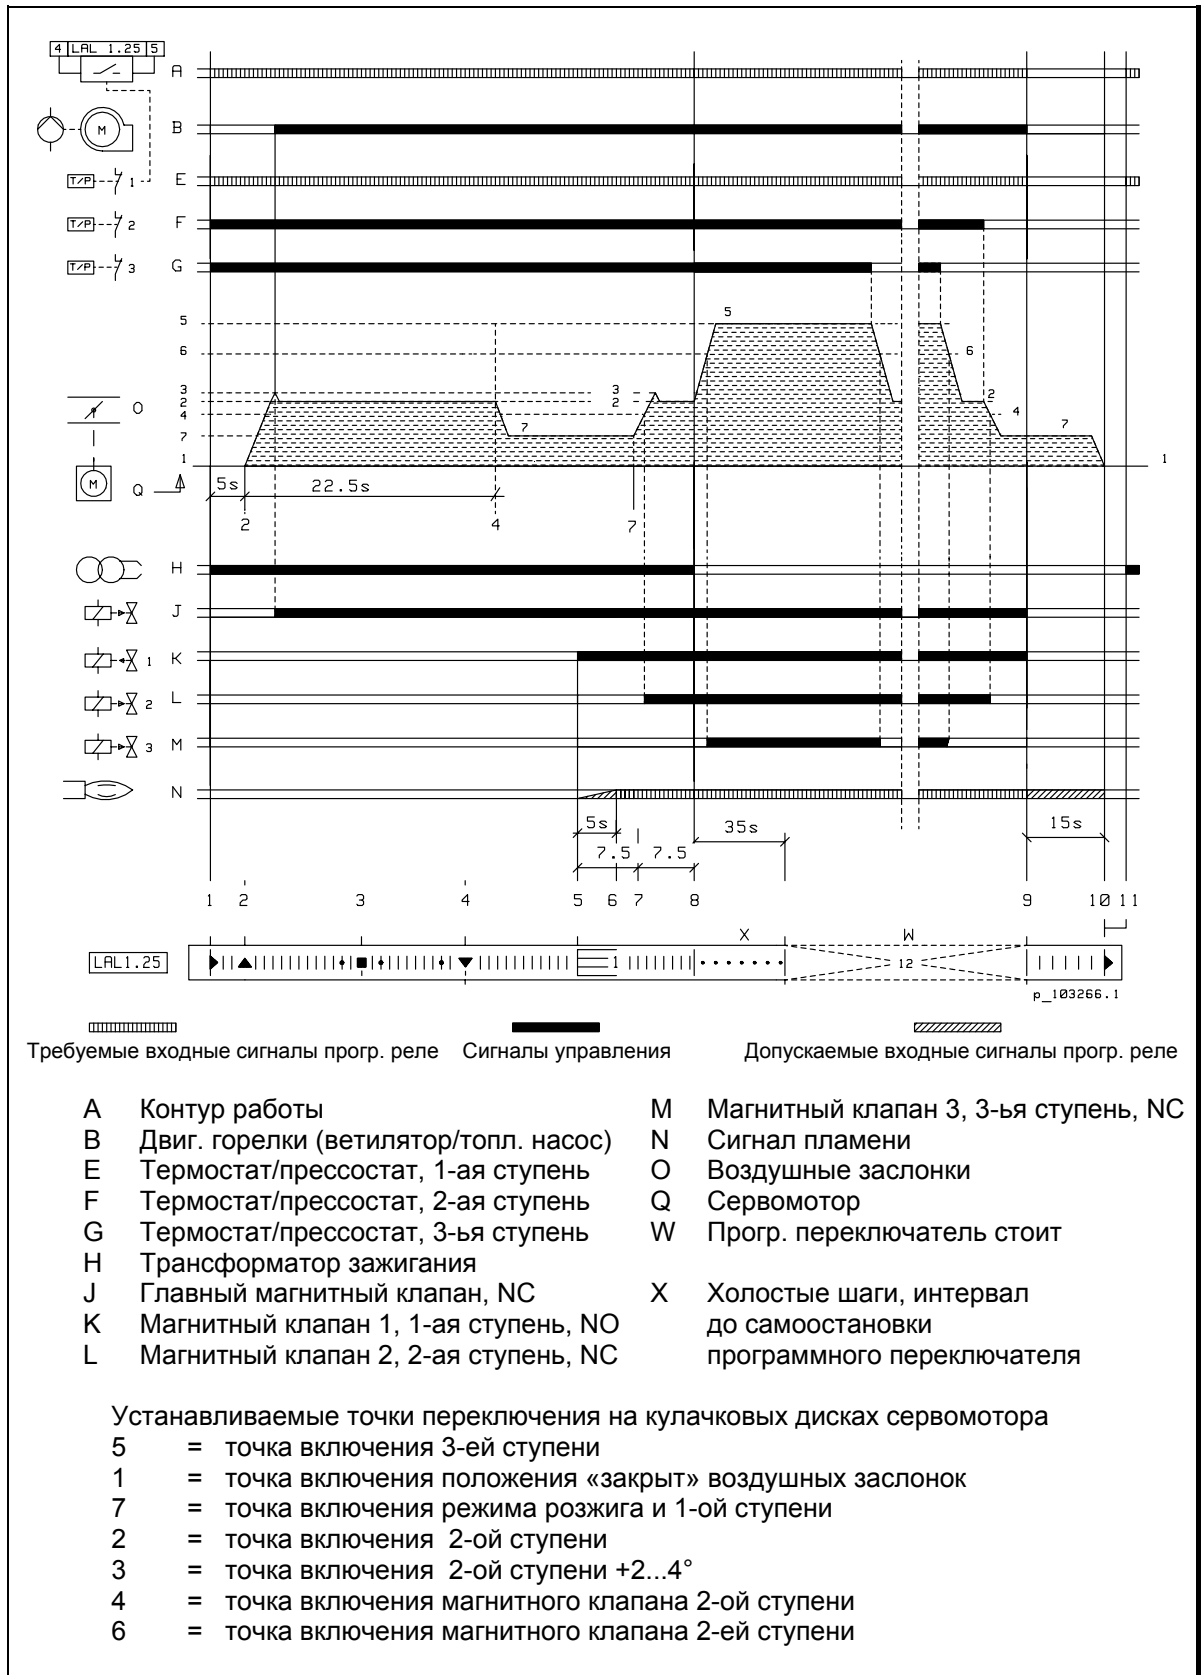 4 LAL 1.25 5
A
M
B
T/P 1 E
T/P 2 F
T/P 3 G
5 5
6 6
3 3
2 2 2
O 4 4
7 7 7
1 1
M Q 5s 22.5s
2 4 7
H
J
1 K
2 L
3 M
N
5s 35s 15s
7.5 7.5
1 2 3 4 5 6 7 8 9 10 11
X W
LAL1.25 1 12
p_103266.1
Требуемые входные сигналы прогр. реле Сигналы управления Допускаемые входные сигналы прогр. реле
A Контур работы
B Двиг. горелки (ветилятор/топл. насос)
E Термостат/прессостат, 1-ая ступень
F Термостат/прессостат, 2-ая ступень
G Термостат/прессостат, 3-ья ступень
H Трансформатор зажигания
J Главный магнитный клапан, NC
K Магнитный клапан 1, 1-ая ступень, NO
L Магнитный клапан 2, 2-ая ступень, NC
M Магнитный клапан 3, 3-ья ступень, NC
N Сигнал пламени
O Воздушные заслонки
Q Сервомотор
W Прогр. переключатель стоит
X Холостые шаги, интервал
до самоостановки
программного переключателя
Устанавливаемые точки переключения на кулачковых дисках сервомотора
5 = точка включения 3-ей ступени
1 = точка включения положения «закрыт» воздушных заслонок
7 = точка включения режима розжига и 1-ой ступени
2 = точка включения 2-ой ступени
3 = точка включения 2-ой ступени +2...4°
4 = точка включения магнитного клапана 2-ой ступени
6 = точка включения магнитного клапана 2-ей ступени